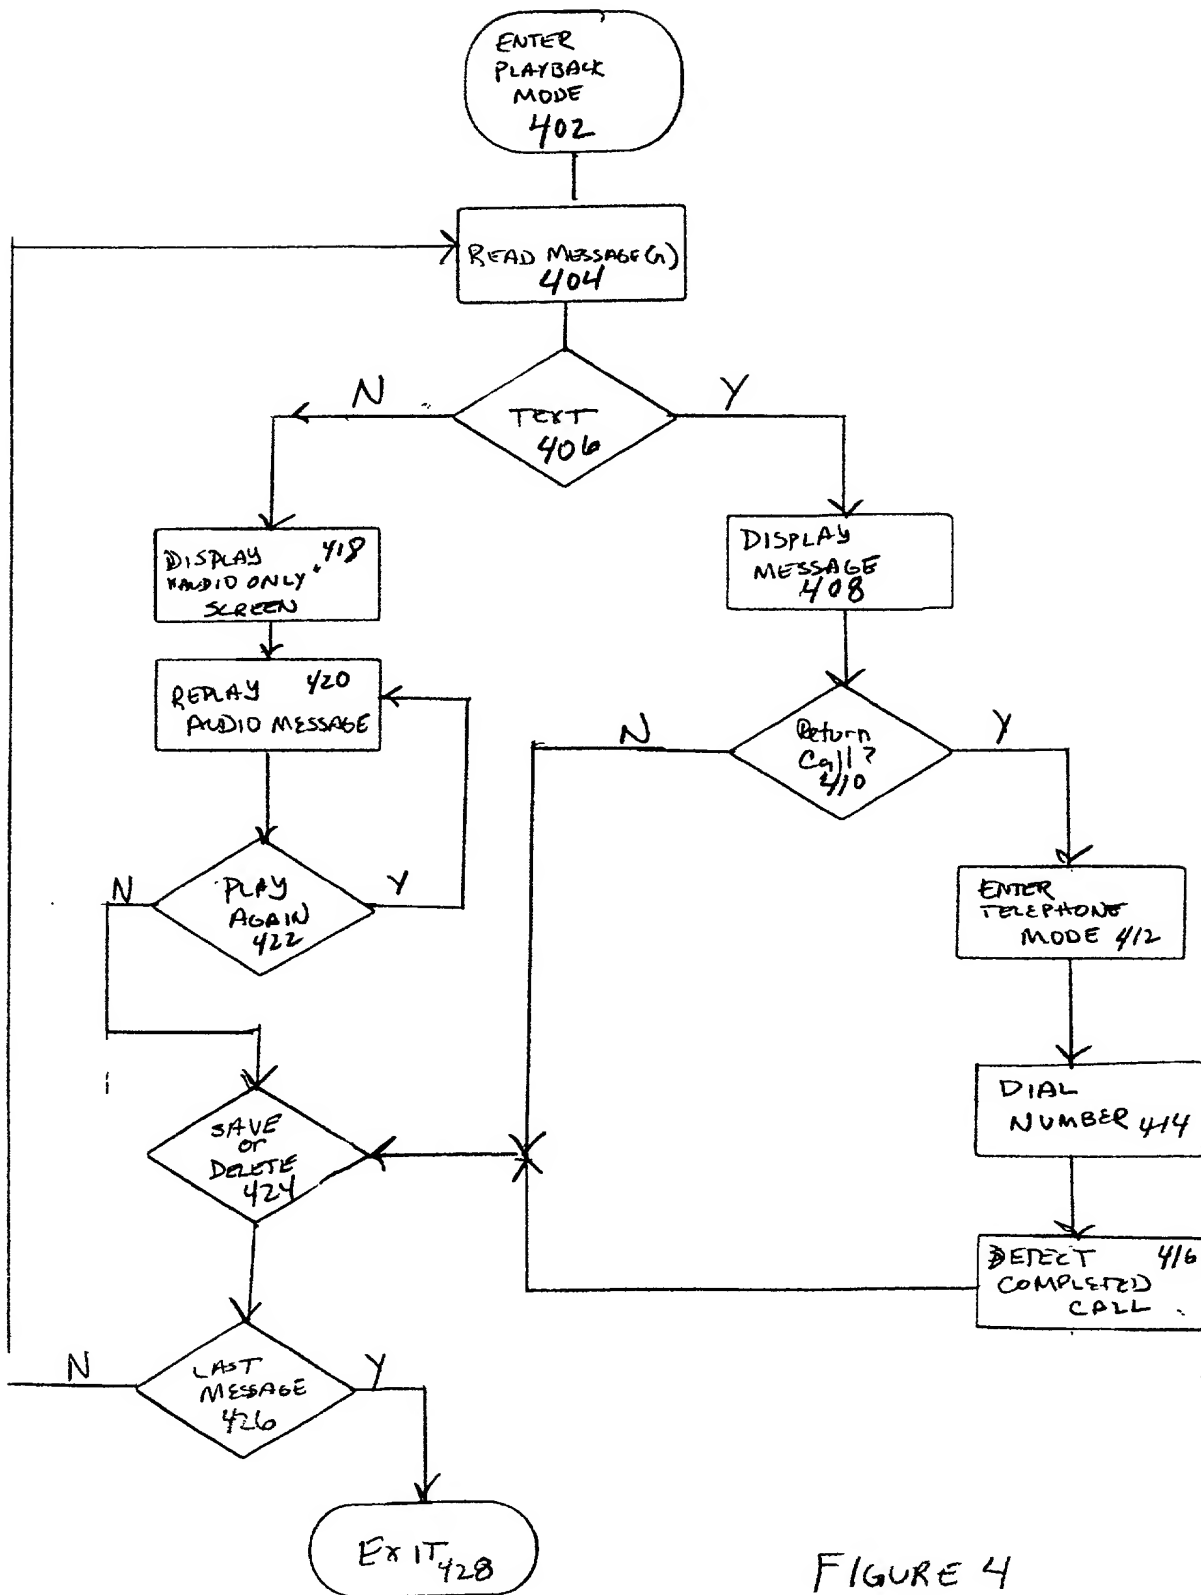 ENTER
PLAYBACK
MODE
402
READ MESSAGE(n)
404
N
Y
TEXT
406
DISPLAY 418
"AUDIO ONLY"
SCREEN
DISPLAY
MESSAGE
408
REPLAY 420
AUDIO MESSAGE
N
Return
Call?
410
Y
N
PLAY
AGAIN
422
Y
ENTER
TELEPHONE
MODE 412
DIAL
NUMBER 414
SAVE
or
DELETE
424
DETECT 416
COMPLETED
CALL
N
LAST
MESSAGE
426
Y
EXIT 428
FIGURE 4